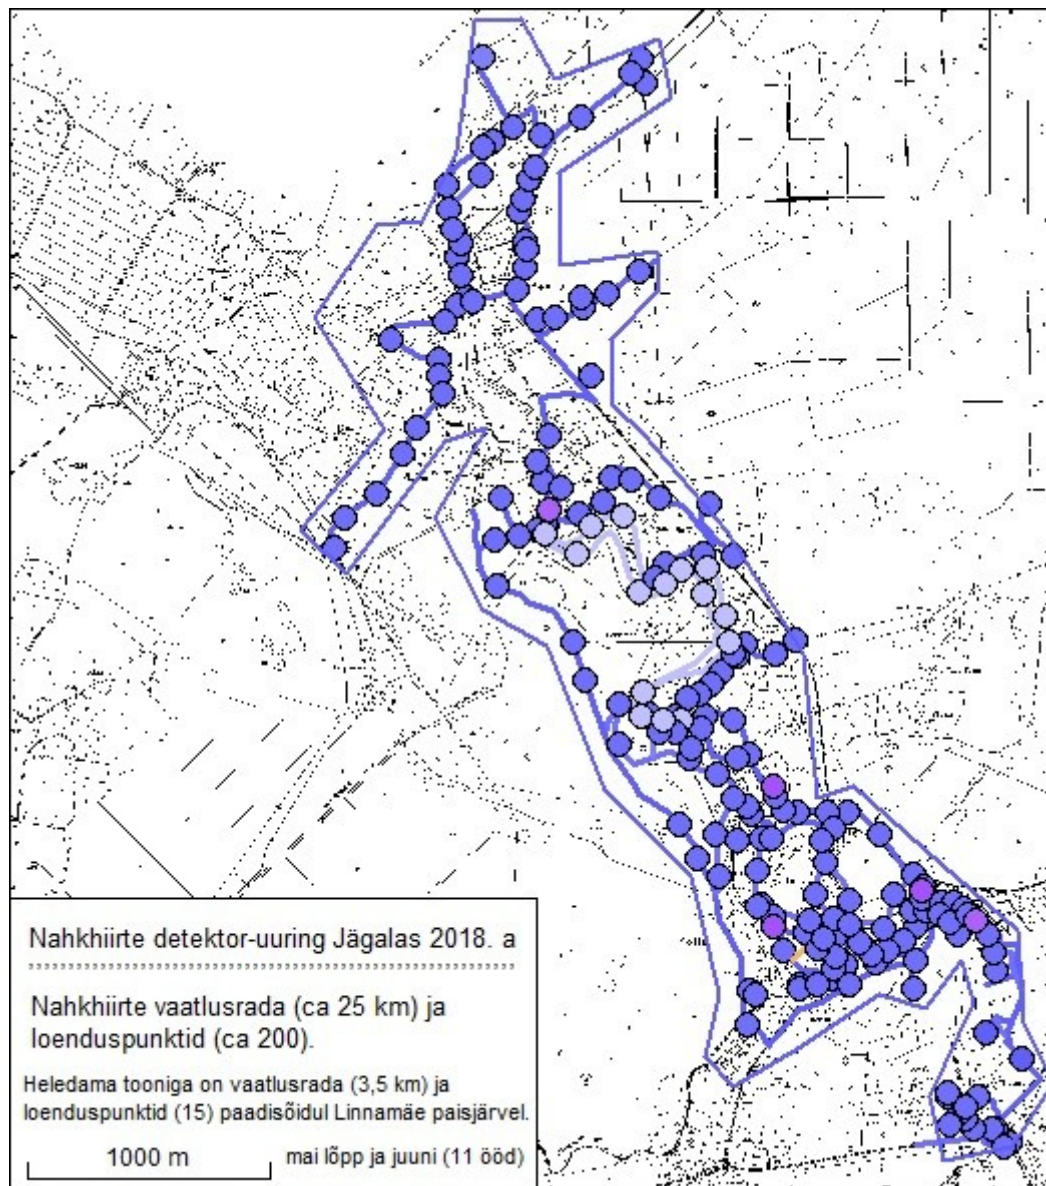 Nahkhiirte detektor-uuring Jägalas 2018. a
Nahkhiirte vaatlusrada (ca 25 km) ja
loenduspunktid (ca 200).
Heledama tooniga on vaatlusrada (3,5 km) ja
loenduspunktid (15) paadisõidul Linnamäe paisjärvel.
1000 m
mai lõpp ja juuni (11 ööd)